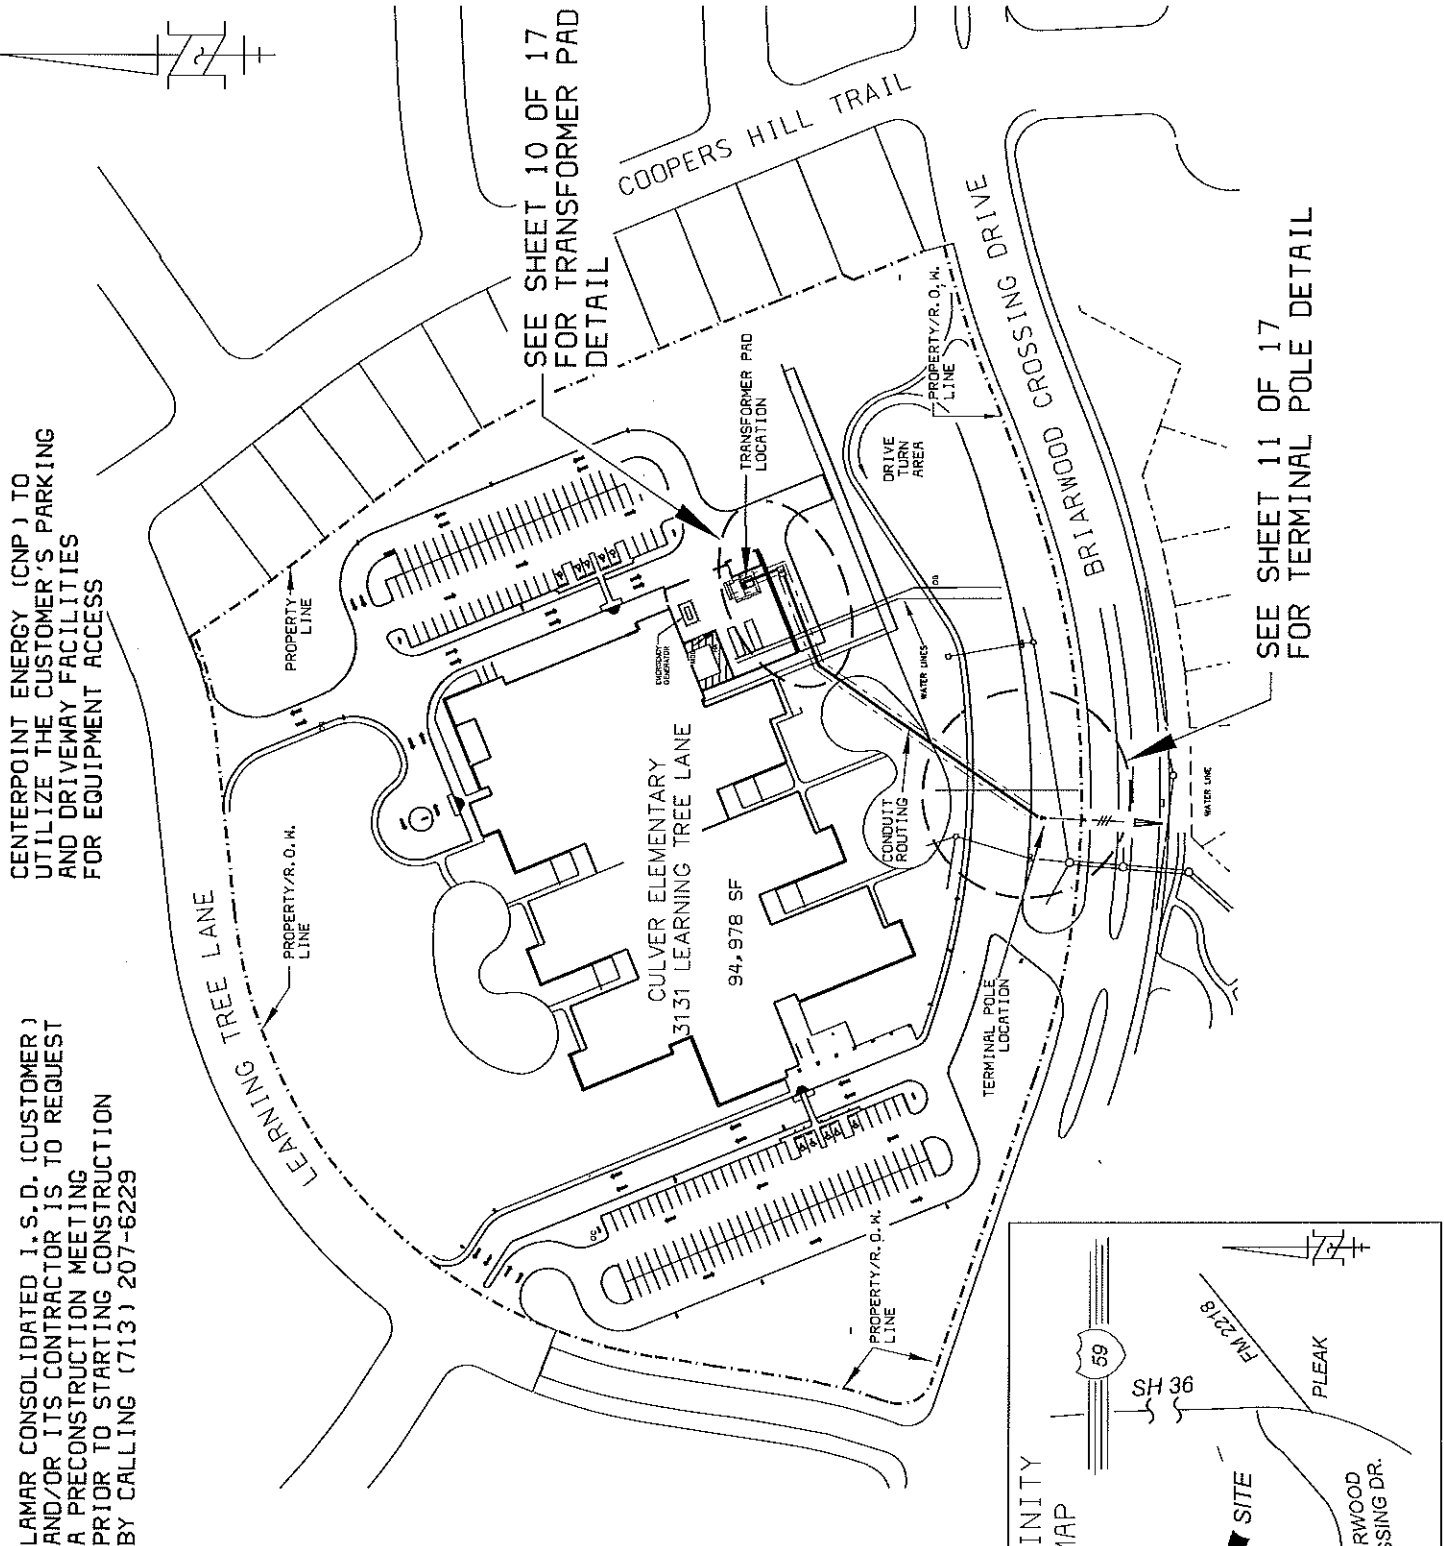 LAMAR CONSOLIDATED I.S.D. (CUSTOMER)
AND/OR ITS CONTRACTOR IS TO REQUEST
A PRECONSTRUCTION MEETING
PRIOR TO STARTING CONSTRUCTION
BY CALLING (713) 207-6229
CENTERPOINT ENERGY (CNP) TO
UTILIZE THE CUSTOMER'S PARKING
AND DRIVEWAY FACILITIES
FOR EQUIPMENT ACCESS
LEARNING TREE LANE
PROPERTY/R.O.W.
LINE
PROPERTY
LINE
SEE SHEET 10 OF 17
FOR TRANSFORMER PAD
DETAIL
COOPERS HILL TRAIL
EMERGENCY
GENERATOR
TRANSFORMER PAD
LOCATION
CULVER ELEMENTARY
3131 LEARNING TREE LANE
94,978 SF
DRIVE
TURN
AREA
PROPERTY/R.O.W.
LINE
BRIARWOOD CROSSING DRIVE
WATER LINES
CONDUIT
ROUTING
TERMINAL POLE
LOCATION
WATER LINE
SEE SHEET 11 OF 17
FOR TERMINAL POLE DETAIL
PROPERTY/R.O.W.
LINE
INITY
MAP
59
SH 36
FM 2218
PLEAK
SITE
RWOOD
SSING DR.